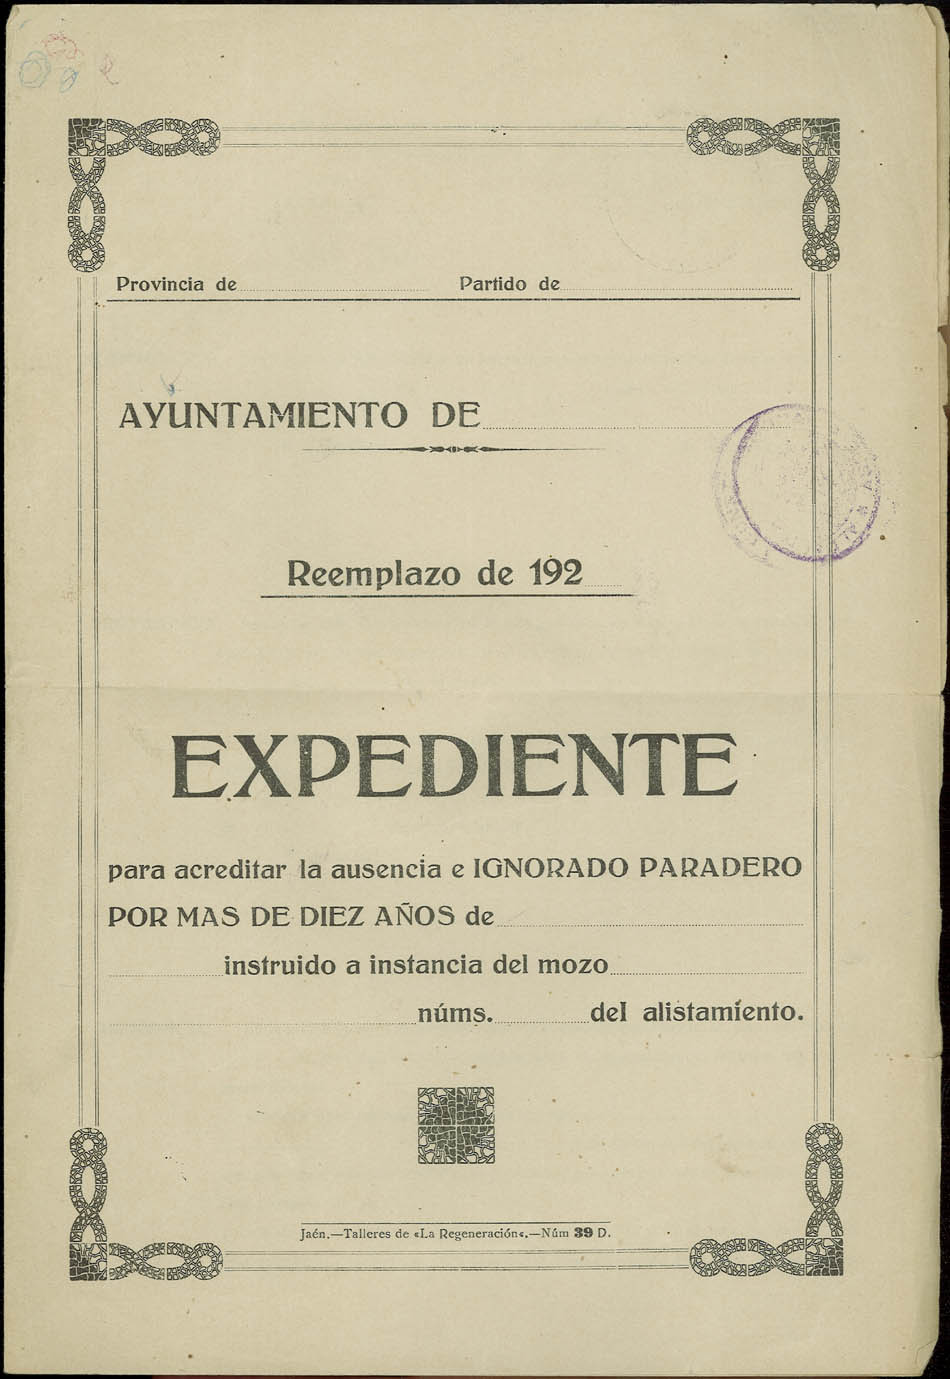 Provincia de Partido de
AYUNTAMIENTO DE
Reemplazo de 192
EXPEDIENTE
para acreditar la ausencia e IGNORADO PARADERO
POR MAS DE DIEZ AÑOS de
instruido a instancia del mozo
núms. del alistamiento.
Jaén.—Talleres de «La Regeneración«.—Núm 39 D.